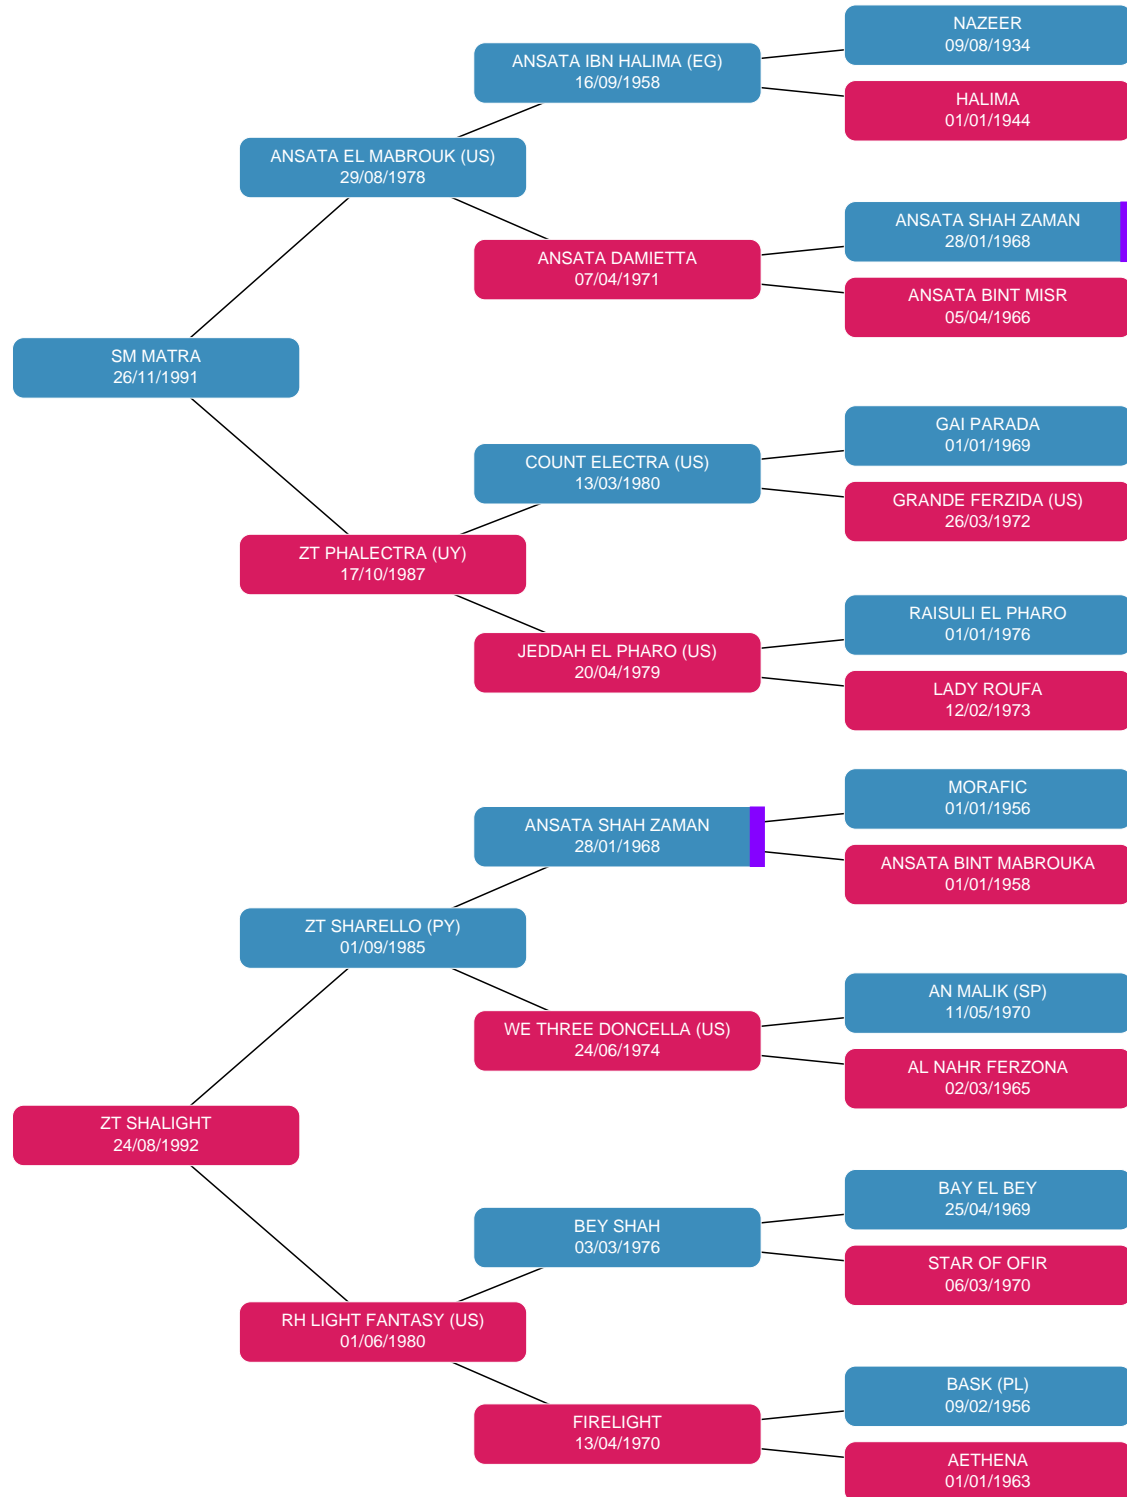 NAZEER
09/08/1934
ANSATA IBN HALIMA (EG)
16/09/1958
HALIMA
01/01/1944
ANSATA EL MABROUK (US)
29/08/1978
ANSATA SHAH ZAMAN
28/01/1968
ANSATA DAMIETTA
07/04/1971
ANSATA BINT MISR
05/04/1966
SM MATRA
26/11/1991
GAI PARADA
01/01/1969
COUNT ELECTRA (US)
13/03/1980
GRANDE FERZIDA (US)
26/03/1972
ZT PHALECTRA (UY)
17/10/1987
RAISULI EL PHARO
01/01/1976
JEDDAH EL PHARO (US)
20/04/1979
LADY ROUFA
12/02/1973
MORAFIC
01/01/1956
ANSATA SHAH ZAMAN
28/01/1968
ANSATA BINT MABROUKA
01/01/1958
ZT SHARELLO (PY)
01/09/1985
AN MALIK (SP)
11/05/1970
WE THREE DONCELLA (US)
24/06/1974
AL NAHR FERZONA
02/03/1965
ZT SHALIGHT
24/08/1992
BAY EL BEY
25/04/1969
BEY SHAH
03/03/1976
STAR OF OFIR
06/03/1970
RH LIGHT FANTASY (US)
01/06/1980
BASK (PL)
09/02/1956
FIRELIGHT
13/04/1970
AETHENA
01/01/1963